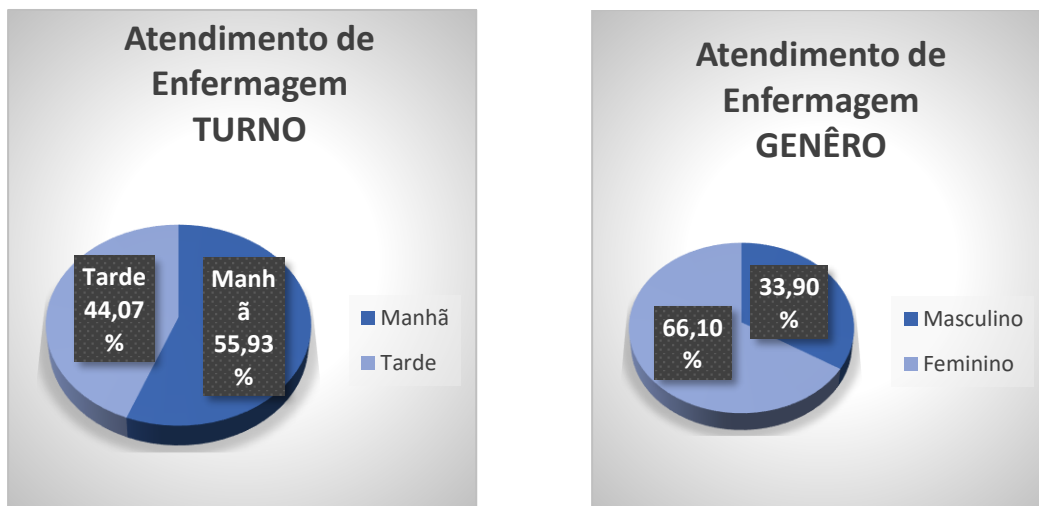 Atendimento de
Enfermagem
TURNO
Tarde
44,07
%
Manh
ã
55,93
%
Manhã
Tarde
Atendimento de
Enfermagem
GENÊRO
33,90
%
66,10
%
Masculino
Feminino